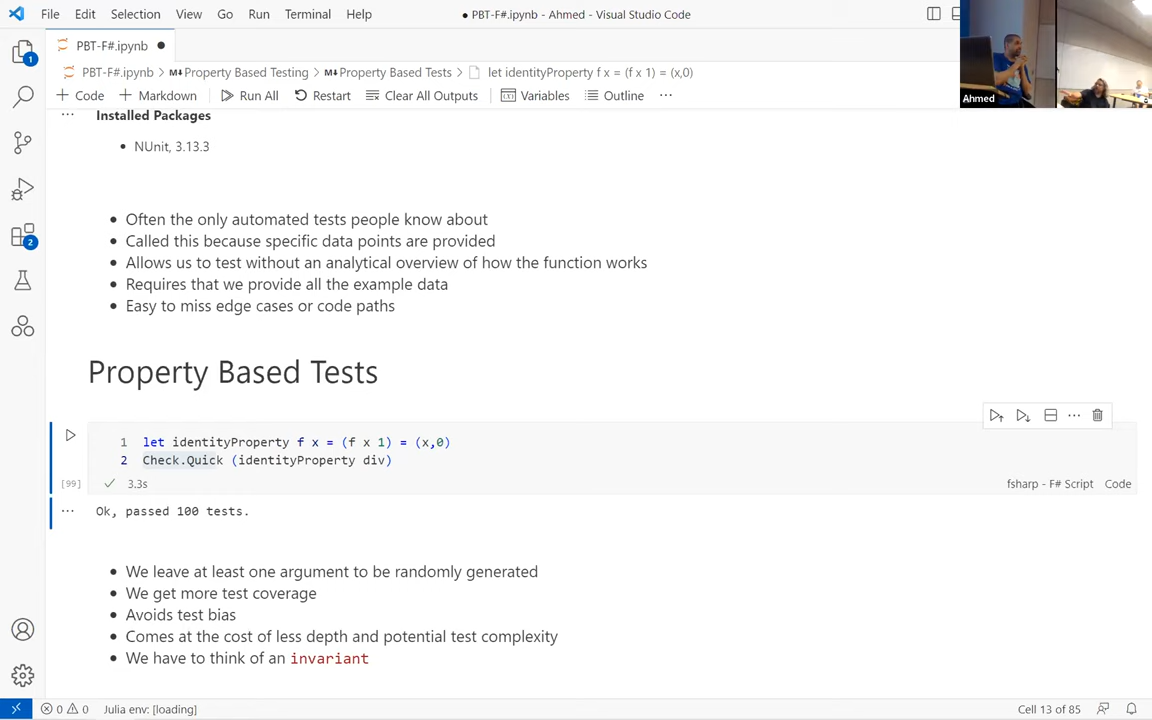 File Edit Selection View Go Run Terminal Help
● PBT-F#.ipynb - Ahmed - Visual Studio Code
PBT-F#.ipynb ●
PBT-F#.ipynb > M↓Property Based Testing > M↓Property Based Tests > let identityProperty f x = (f x 1) = (x,0)
+ Code + Markdown Run All Restart Clear All Outputs Variables Outline ...
Ahmed
1
2
... Installed Packages
• NUnit, 3.13.3
• Often the only automated tests people know about
• Called this because specific data points are provided
• Allows us to test without an analytical overview of how the function works
• Requires that we provide all the example data
• Easy to miss edge cases or code paths
Property Based Tests
1 let identityProperty f x = (f x 1) = (x,0)
2 Check.Quick (identityProperty div)
[99] 3.3s fsharp - F# Script Code
... Ok, passed 100 tests.
• We leave at least one argument to be randomly generated
• We get more test coverage
• Avoids test bias
• Comes at the cost of less depth and potential test complexity
• We have to think of an invariant
0 0 Julia env: [loading] Cell 13 of 85